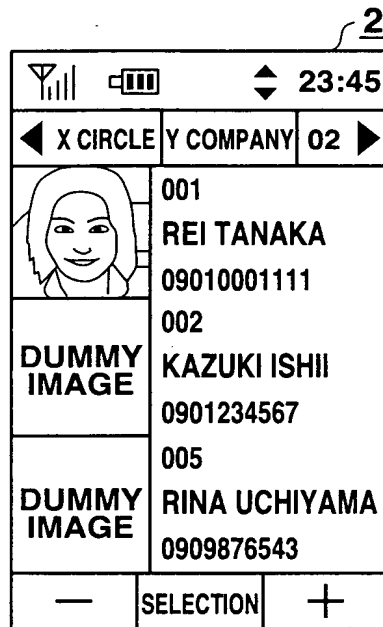 2
23:45
X CIRCLE Y COMPANY 02
001
REI TANAKA
09010001111
002
DUMMY IMAGE
KAZUKI ISHII
0901234567
005
DUMMY IMAGE
RINA UCHIYAMA
0909876543
— SELECTION +